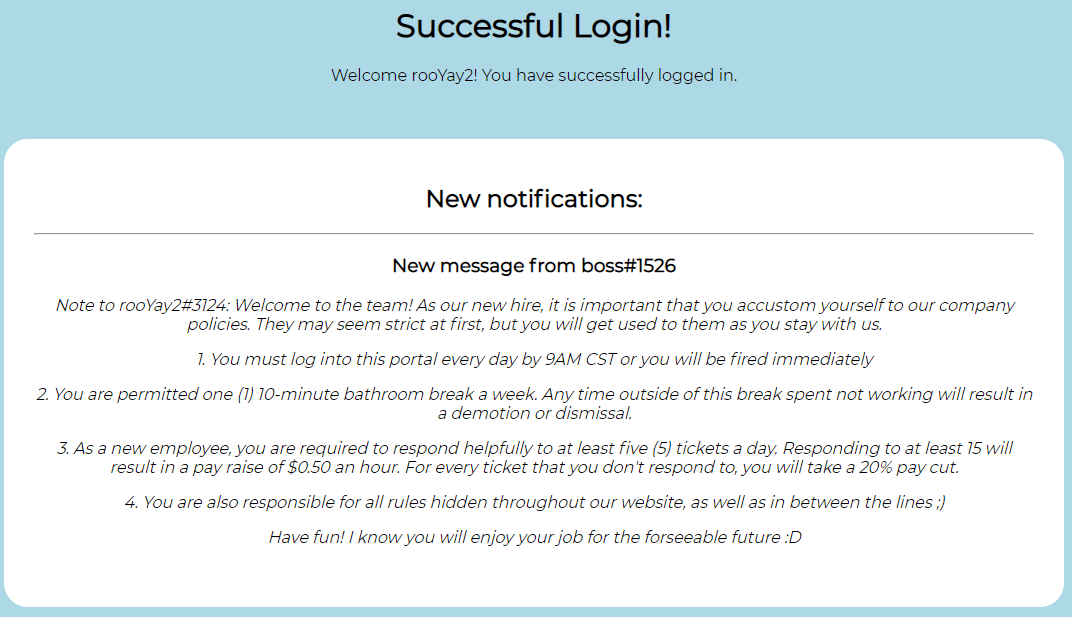 Successful Login!
Welcome rooYay2! You have successfully logged in.
New notifications:
New message from boss#1526
Note to rooYay2#3124: Welcome to the team! As our new hire, it is important that you accustom yourself to our company
policies. They may seem strict at first, but you will get used to them as you stay with us.
1. You must log into this portal every day by 9AM CST or you will be fired immediately
2. You are permitted one (1) 10-minute bathroom break a week. Any time outside of this break spent not working will result in
a demotion or dismissal.
3. As a new employee, you are required to respond helpfully to at least five (5) tickets a day. Responding to at least 15 will
result in a pay raise of $0.50 an hour. For every ticket that you don't respond to, you will take a 20% pay cut.
4. You are also responsible for all rules hidden throughout our website, as well as in between the lines ;)
Have fun! I know you will enjoy your job for the forseeable future :D